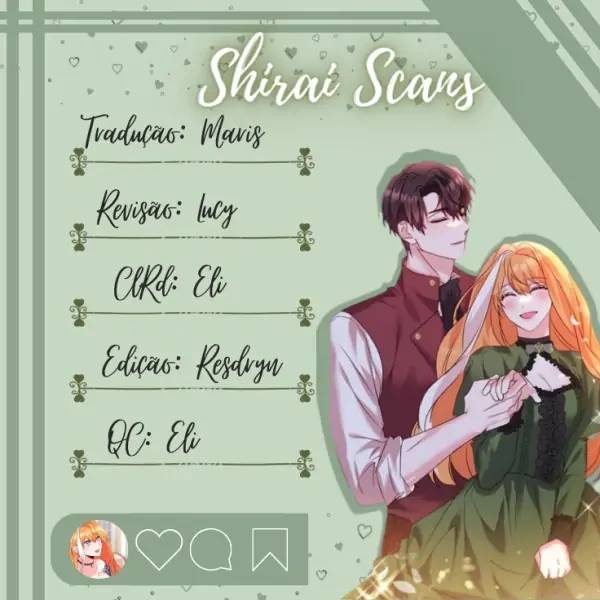 Shirai Scans
Tradução: Mavis
Revisão: Lucy
ClRd: Eli
Edição: Resdryn
QC: Eli